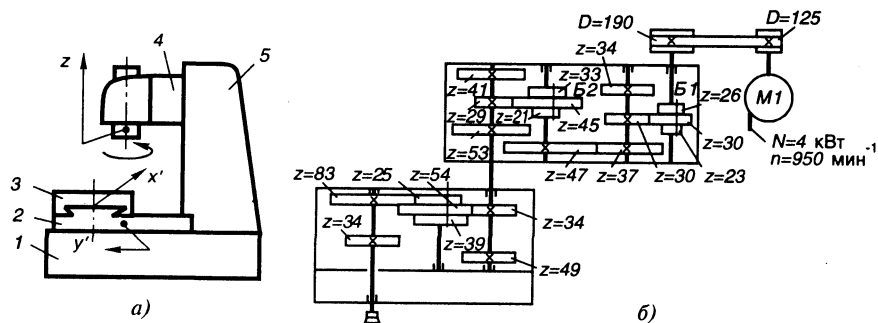 z
4
5
3
x'
2
y'
1
а)
D=190
D=125
z=34
z=33
z=41
Б2
Б1
z=26
M1
z=29
z=21
z=45
z=30
N=4 кВт
n=950 мин⁻¹
z=53
z=47
z=37
z=30
z=23
z=83
z=25
z=54
z=34
z=34
z=39
z=49
б)